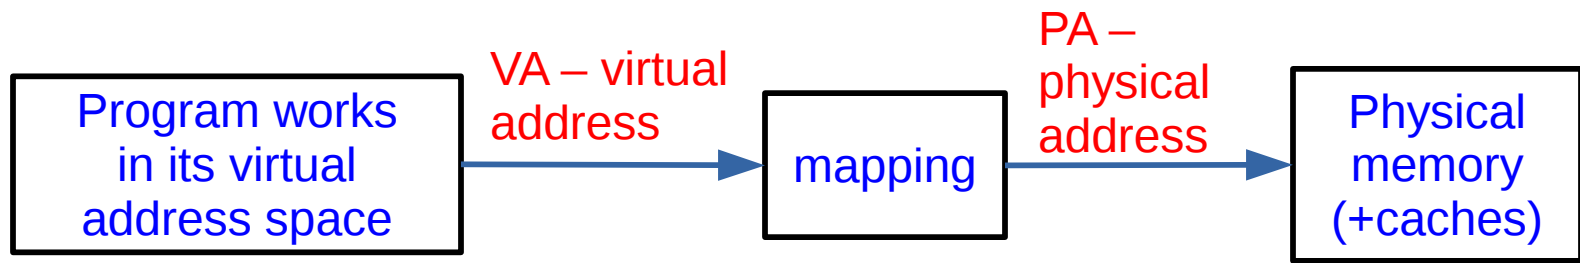 Program works
in its virtual
address space
VA – virtual
address
mapping
PA –
physical
address
Physical
memory
(+caches)